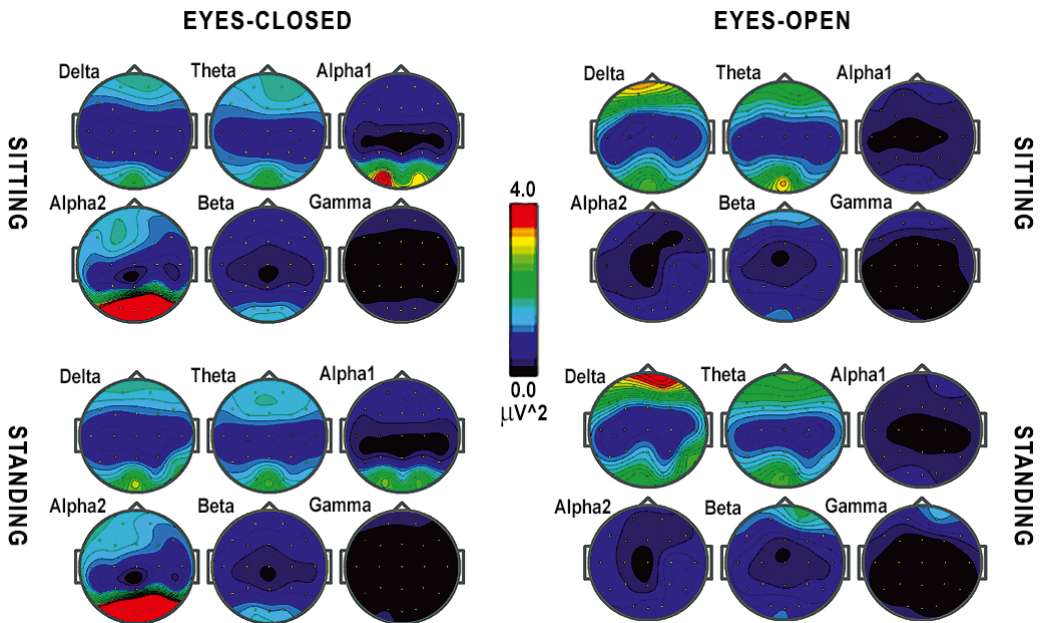 EYES-CLOSED
EYES-OPEN
SITTING
Delta
Theta
Alpha1
Alpha2
Beta
Gamma
4.0
0.0
μV^2
Delta
Theta
Alpha1
Alpha2
Beta
Gamma
SITTING
STANDING
Delta
Theta
Alpha1
Alpha2
Beta
Gamma
Delta
Theta
Alpha1
Alpha2
Beta
Gamma
STANDING